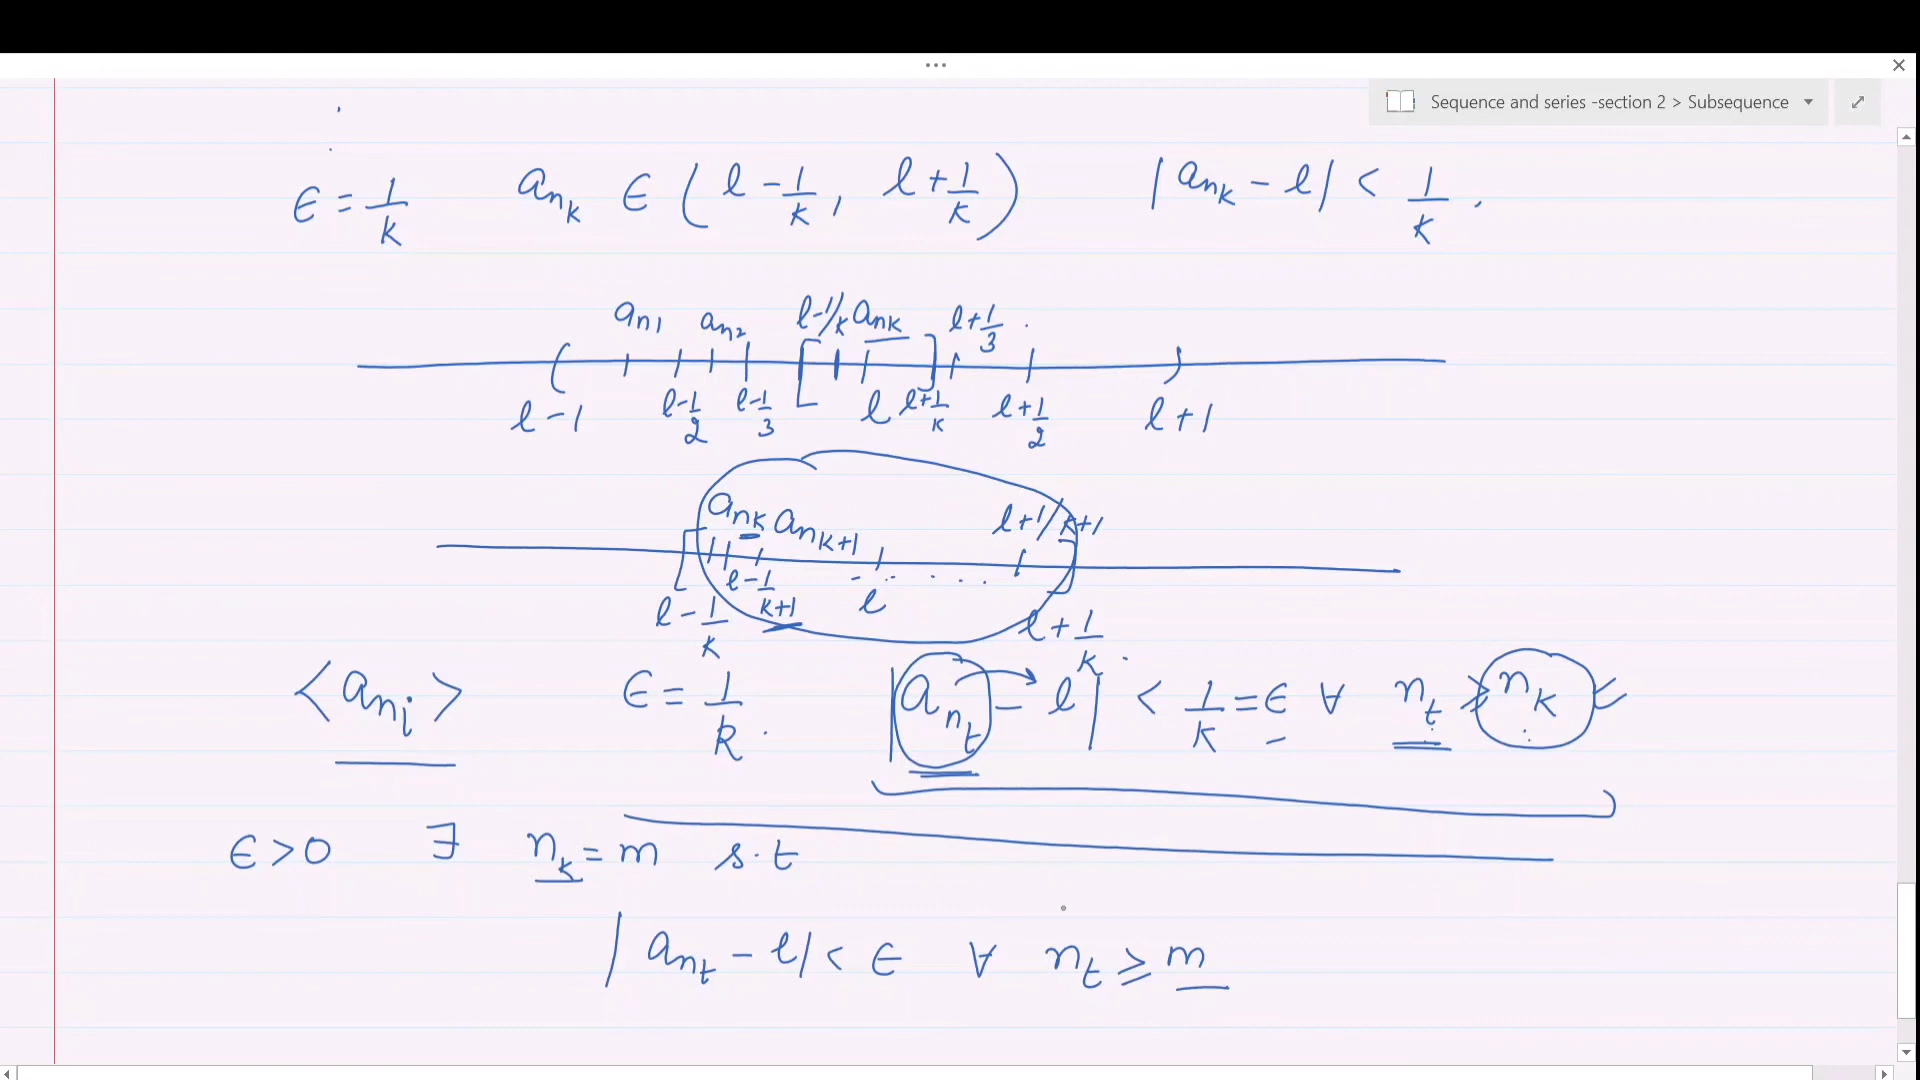 Sequence and series -section 2 > Subsequence
∈ = 1/k   a_{n_k} ∈ ( l - 1/k , l + 1/k )   | a_{n_k} - l | < 1/k .
a_{n_1}   a_{n_2}   l-1/k   a_{n_k}   l+1/3
l-1   l-1/2   l-1/3   l   l+1/k   l+1/2   l+1
a_{n_k}   a_{n_{k+1}}   l+1/k+1
l-1/k   l-1/k+1   l   l+1/k
< a_{n_i} >   ∈ = 1/k .   | a_{n_t} - l | < 1/k = ∈ ∀ n_t ≥ n_k
∈ > 0   ∃   n_k = m   s.t
| a_{n_t} - l | < ∈   ∀   n_t ≥ m